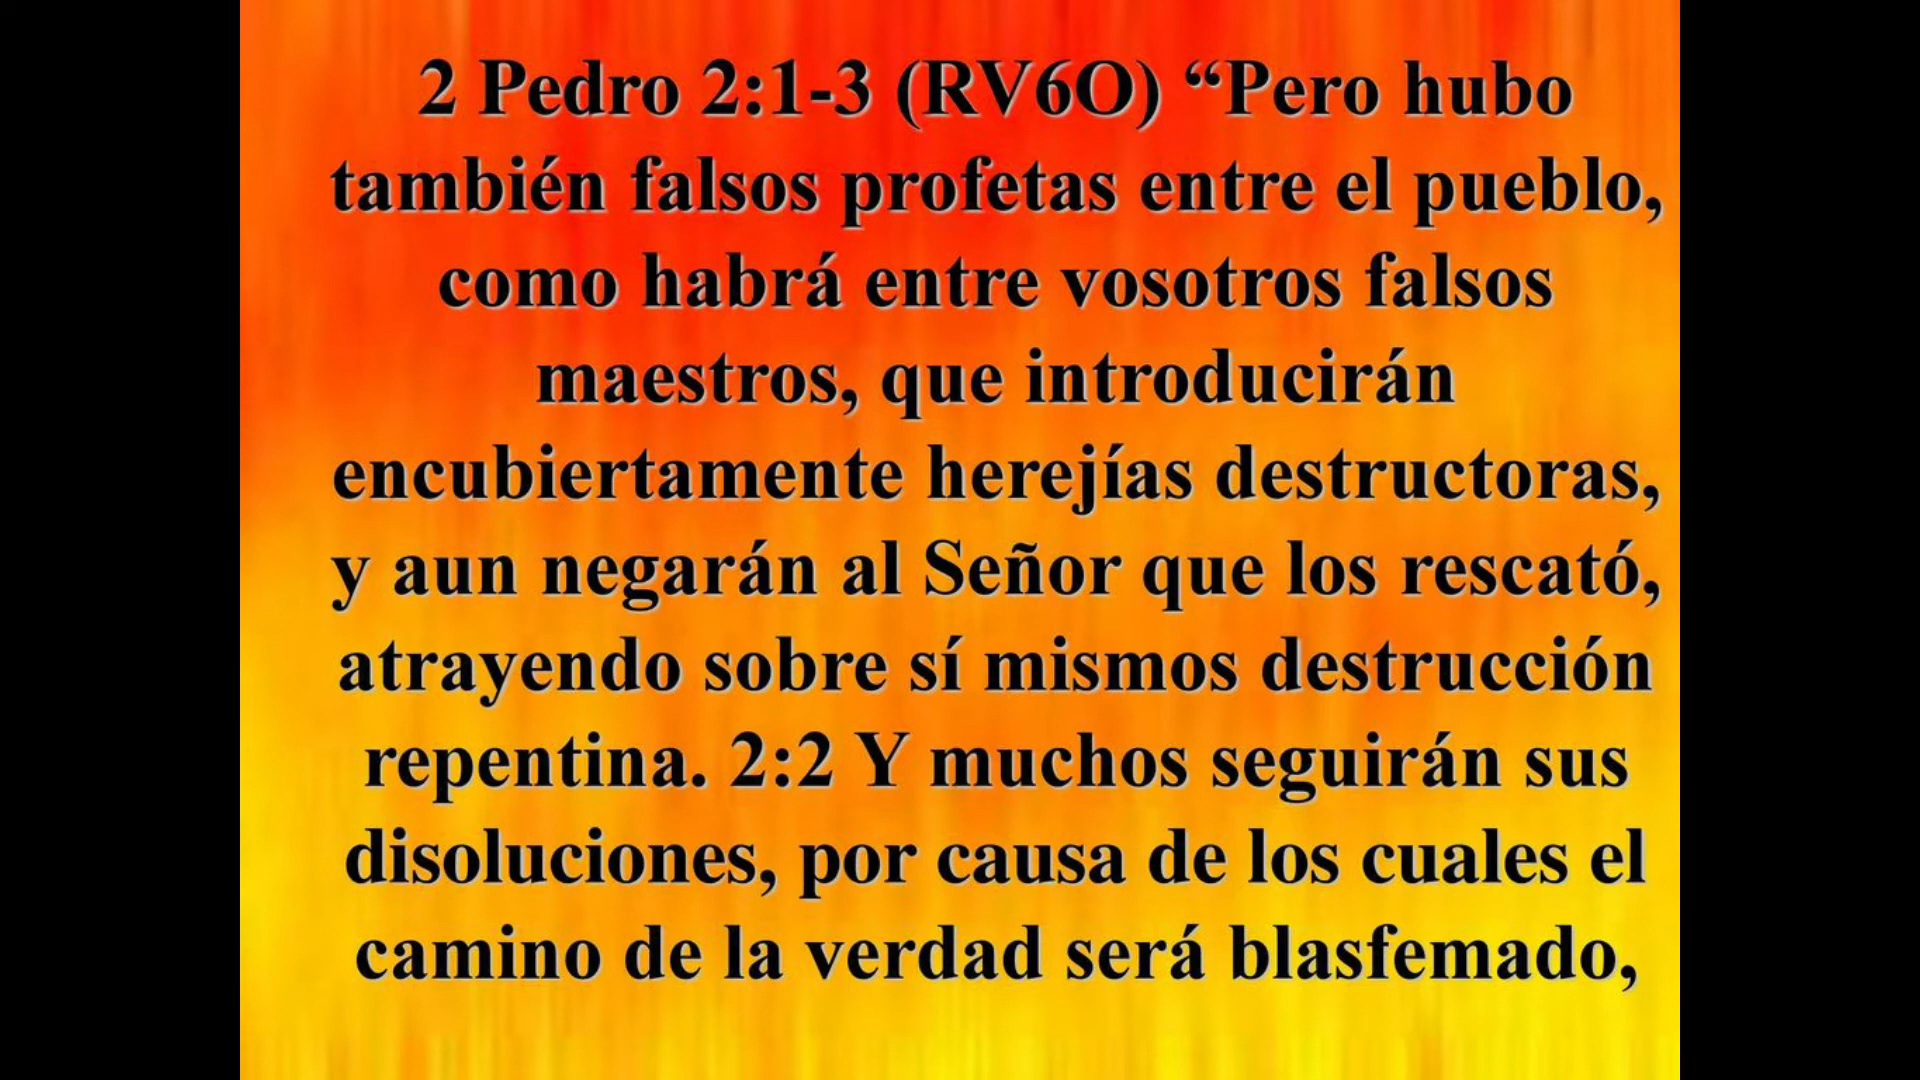 2 Pedro 2:1-3 (RV6O) “Pero hubo
también falsos profetas entre el pueblo,
como habrá entre vosotros falsos
maestros, que introducirán
encubiertamente herejías destructoras,
y aun negarán al Señor que los rescató,
atrayendo sobre sí mismos destrucción
repentina. 2:2 Y muchos seguirán sus
disoluciones, por causa de los cuales el
camino de la verdad será blasfemado,